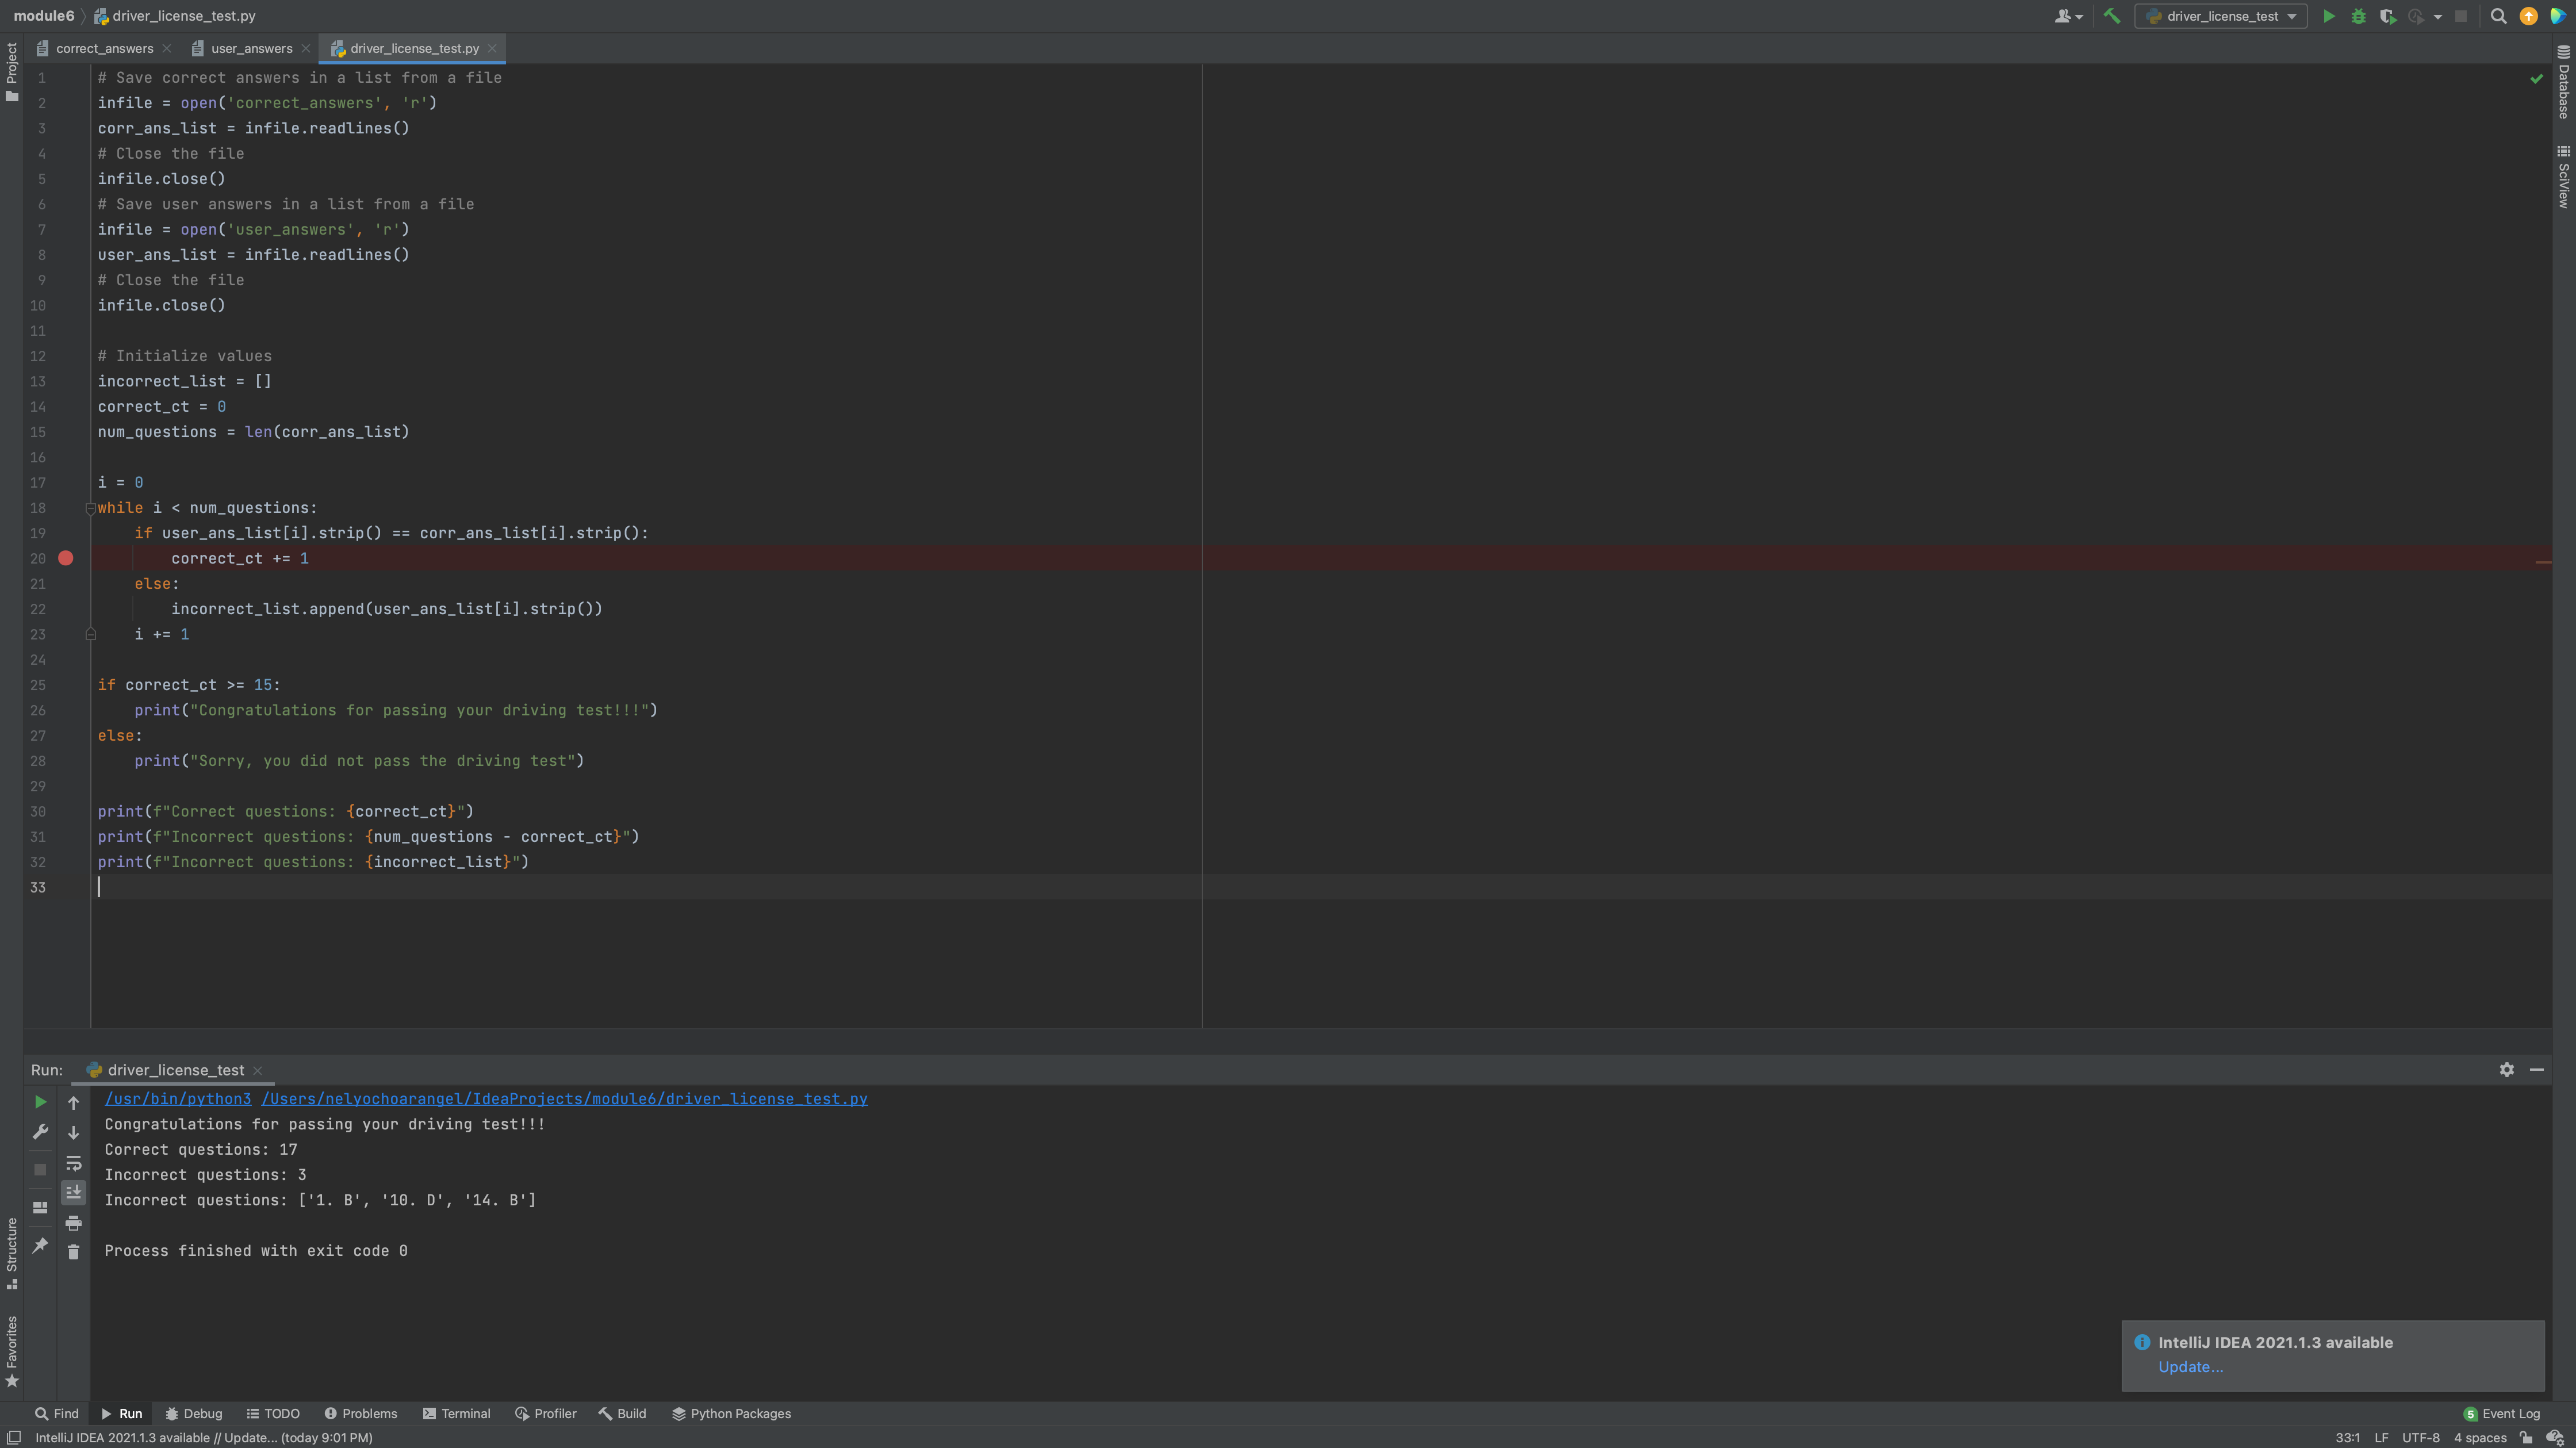 module6 driver_license_test.py
driver_license_test
correct_answers user_answers driver_license_test.py
Project
Database
SciView
1 # Save correct answers in a list from a file
2 infile = open('correct_answers', 'r')
3 corr_ans_list = infile.readlines()
4 # Close the file
5 infile.close()
6 # Save user answers in a list from a file
7 infile = open('user_answers', 'r')
8 user_ans_list = infile.readlines()
9 # Close the file
10 infile.close()
11
12 # Initialize values
13 incorrect_list = []
14 correct_ct = 0
15 num_questions = len(corr_ans_list)
16
17 i = 0
18 while i < num_questions:
19 if user_ans_list[i].strip() == corr_ans_list[i].strip():
20 correct_ct += 1
21 else:
22 incorrect_list.append(user_ans_list[i].strip())
23 i += 1
24
25 if correct_ct >= 15:
26 print("Congratulations for passing your driving test!!!")
27 else:
28 print("Sorry, you did not pass the driving test")
29
30 print(f"Correct questions: {correct_ct}")
31 print(f"Incorrect questions: {num_questions - correct_ct}")
32 print(f"Incorrect questions: {incorrect_list}")
33
Run: driver_license_test
/usr/bin/python3 /Users/nelyochoarangel/IdeaProjects/module6/driver_license_test.py
Congratulations for passing your driving test!!!
Correct questions: 17
Incorrect questions: 3
Incorrect questions: ['1. B', '10. D', '14. B']
Process finished with exit code 0
Structure
Favorites
IntelliJ IDEA 2021.1.3 available
Update...
Find Run Debug TODO Problems Terminal Profiler Build Python Packages 5 Event Log
IntelliJ IDEA 2021.1.3 available // Update... (today 9:01 PM) 33:1 LF UTF-8 4 spaces